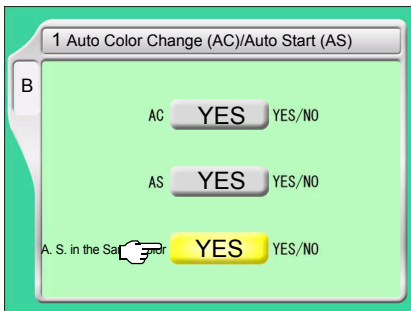 1 Auto Color Change (AC)/Auto Start (AS)
B
AC YES YES/NO
AS YES YES/NO
A. S. in the YES YES/NO